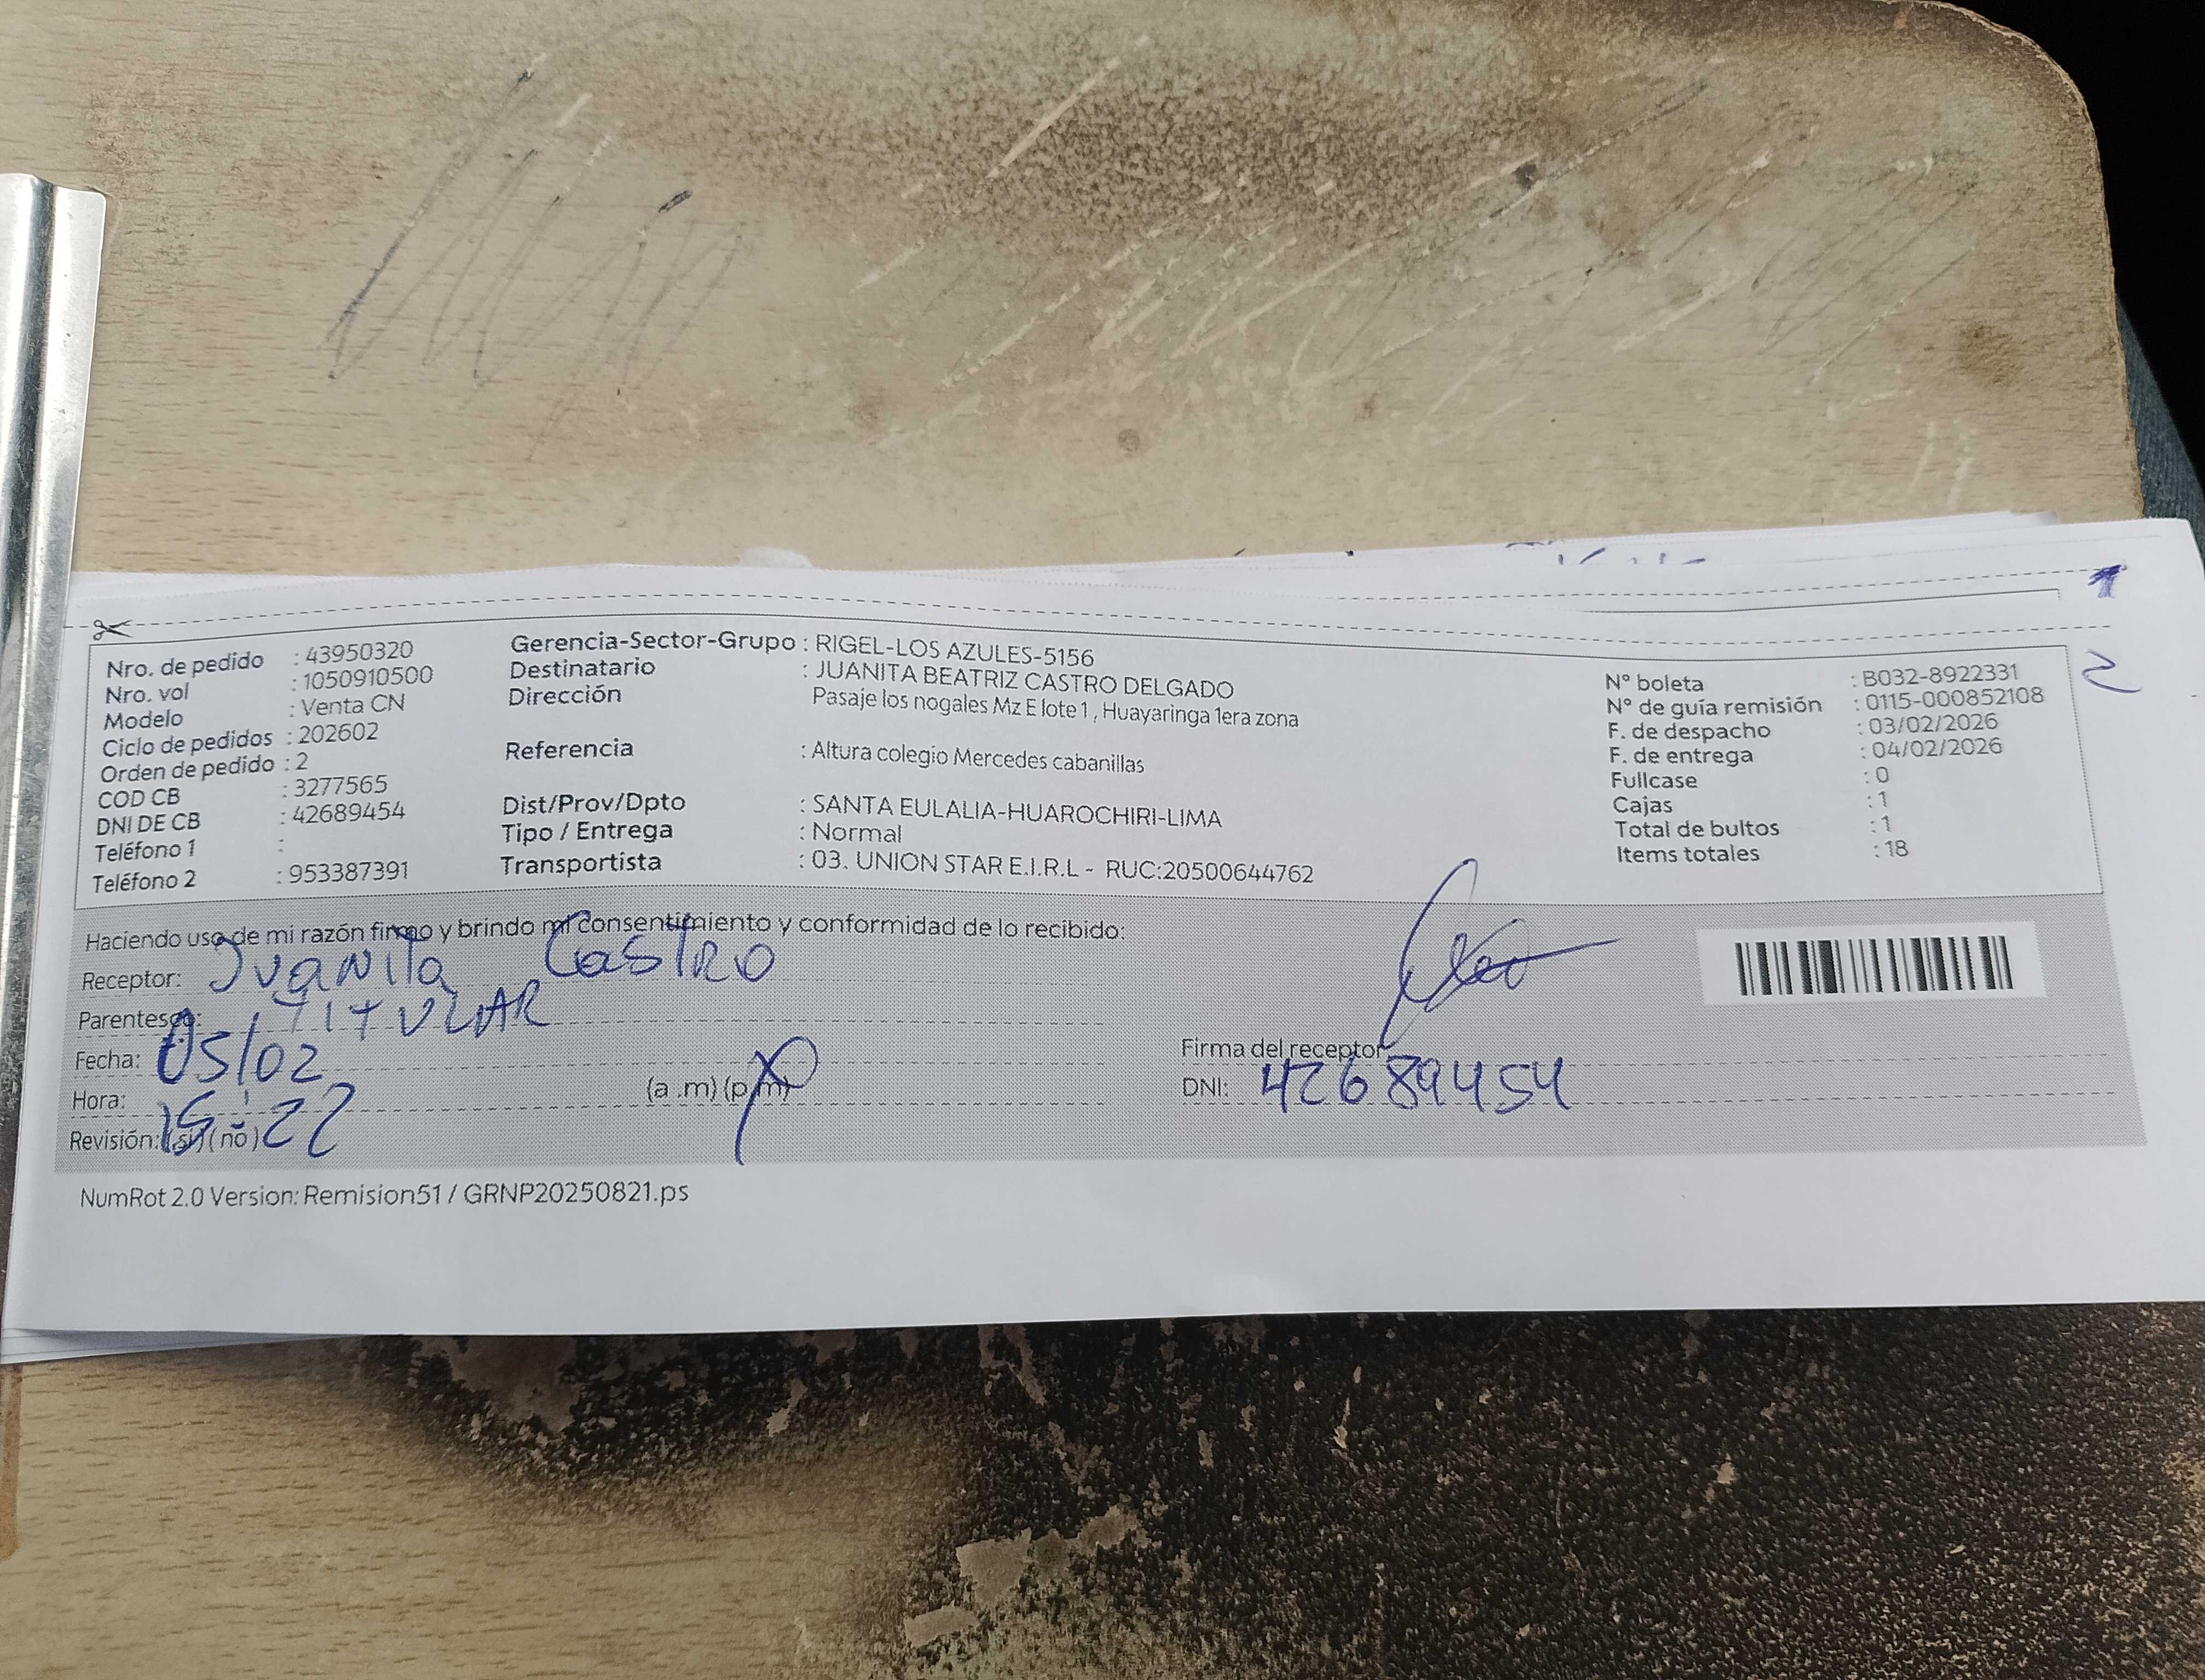 Nro. de pedido : 43950320
Nro. vol : 1050910500
Modelo : Venta CN
Ciclo de pedidos : 202602
Orden de pedido : 2
COD CB : 3277565
DNI DE CB : 42689454
Teléfono 1 :
Teléfono 2 : 953387391
Gerencia-Sector-Grupo : RIGEL-LOS AZULES-5156
Destinatario : JUANITA BEATRIZ CASTRO DELGADO
Dirección Pasaje los nogales Mz E lote 1 , Huayaringa 1era zona
Referencia : Altura colegio Mercedes cabanillas
Dist/Prov/Dpto : SANTA EULALIA-HUAROCHIRI-LIMA
Tipo / Entrega : Normal
Transportista : 03. UNION STAR E.I.R.L - RUC:20500644762
N° boleta : B032-8922331
N° de guía remisión : 0115-000852108
F. de despacho : 03/02/2026
F. de entrega : 04/02/2026
Fullcase : 0
Cajas : 1
Total de bultos : 1
Items totales : 18
1
2
Haciendo uso de mi razón firmo y brindo mi consentimiento y conformidad de lo recibido:
Receptor: Juanita Castro
Parentesco: TITULAR
Fecha: 05/02
Hora: 15:22 (a .m) (p.m)
Revisión: (si) (no)
Firma del receptor
DNI: 42689454
NumRot 2.0 Version: Remision51 / GRNP20250821.ps